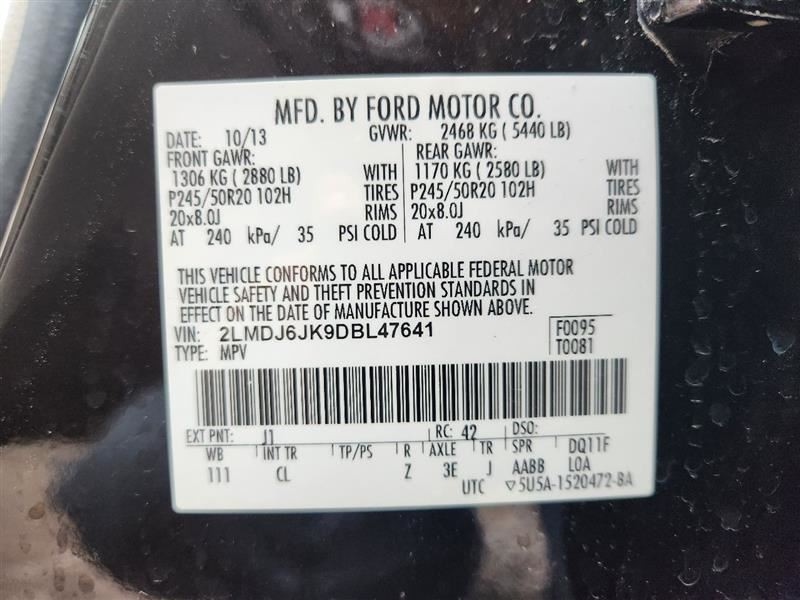 MFD. BY FORD MOTOR CO.
DATE: 10/13 GVWR: 2468 KG ( 5440 LB)
FRONT GAWR: REAR GAWR:
1306 KG ( 2880 LB) WITH 1170 KG ( 2580 LB) WITH
P245/50R20 102H TIRES P245/50R20 102H TIRES
20x8.0J RIMS 20x8.0J RIMS
AT 240 kPa/ 35 PSI COLD AT 240 kPa/ 35 PSI COLD
THIS VEHICLE CONFORMS TO ALL APPLICABLE FEDERAL MOTOR
VEHICLE SAFETY AND THEFT PREVENTION STANDARDS IN
EFFECT ON THE DATE OF MANUFACTURE SHOWN ABOVE.
VIN: 2LMDJ6JK9DBL47641 F0095
TYPE: MPV T0081
EXT PNT: J1 RC: 42 DSO:
WB INT TR TP/PS R AXLE TR SPR DQ11F
111 CL Z 3E J AABB L0A
UTC ▽5U5A-1520472-BA